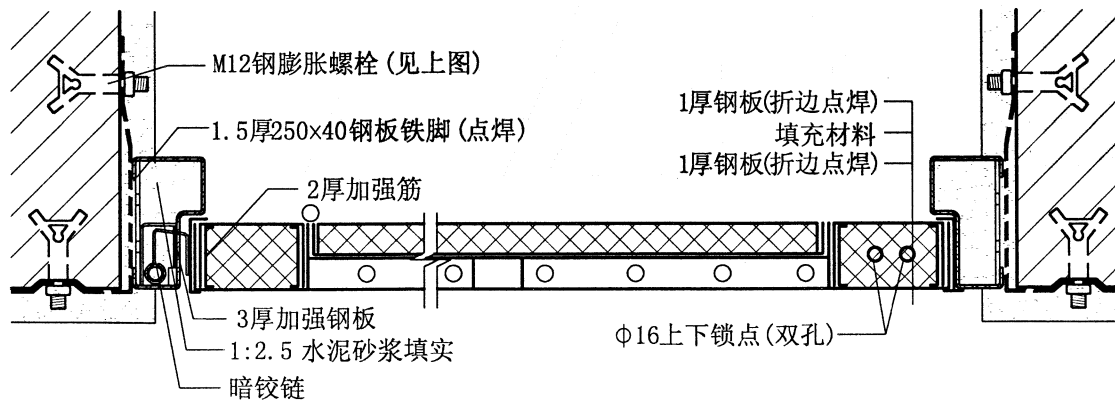 M12钢膨胀螺栓(见上图)
1.5厚250×40钢板铁脚(点焊)
2厚加强筋
1厚钢板(折边点焊)
填充材料
1厚钢板(折边点焊)
3厚加强钢板
1:2.5 水泥砂浆填实
暗铰链
ϕ16上下锁点(双孔)